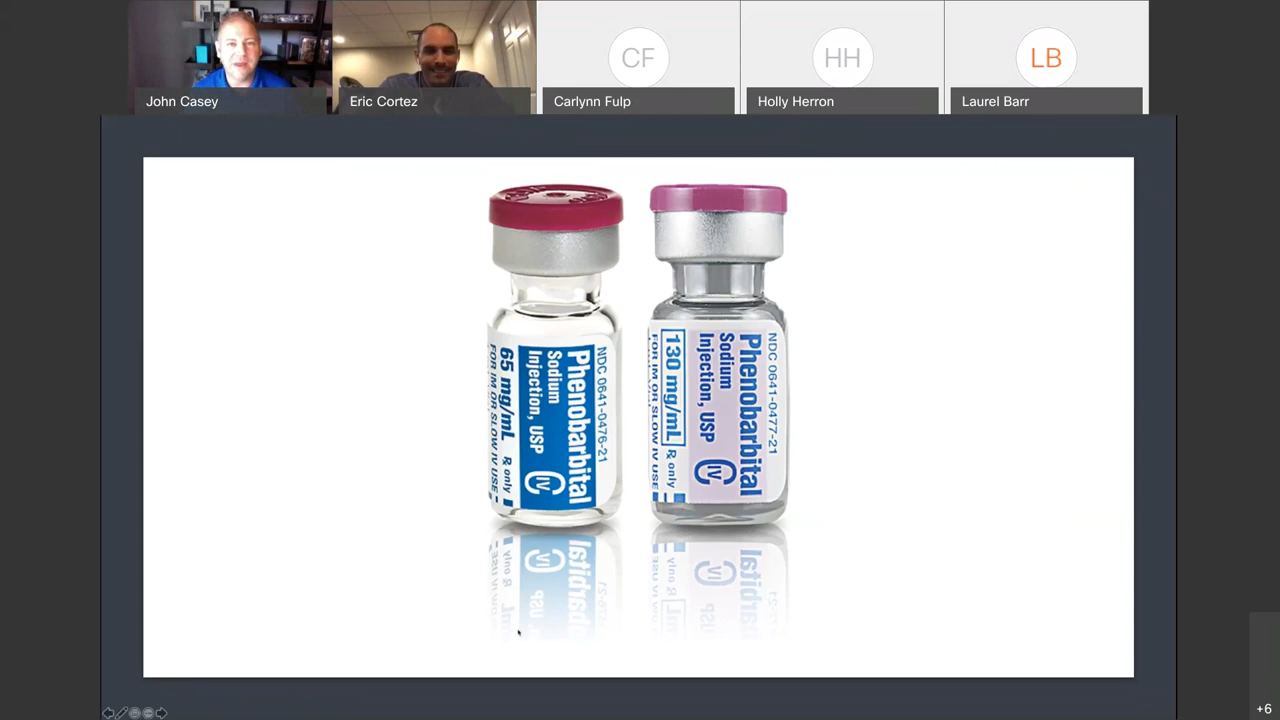 CF
HH
LB
John Casey
Eric Cortez
Carlynn Fulp
Holly Herron
Laurel Barr
NDC 0641-0476-21
Phenobarbital
Sodium
Injection, USP
CIV
65 mg/mL
Rx only
FOR IM OR SLOW IV USE
NDC 0641-0477-21
Phenobarbital
Sodium
Injection, USP
CIV
130 mg/mL
Rx only
FOR IM OR SLOW IV USE
+6